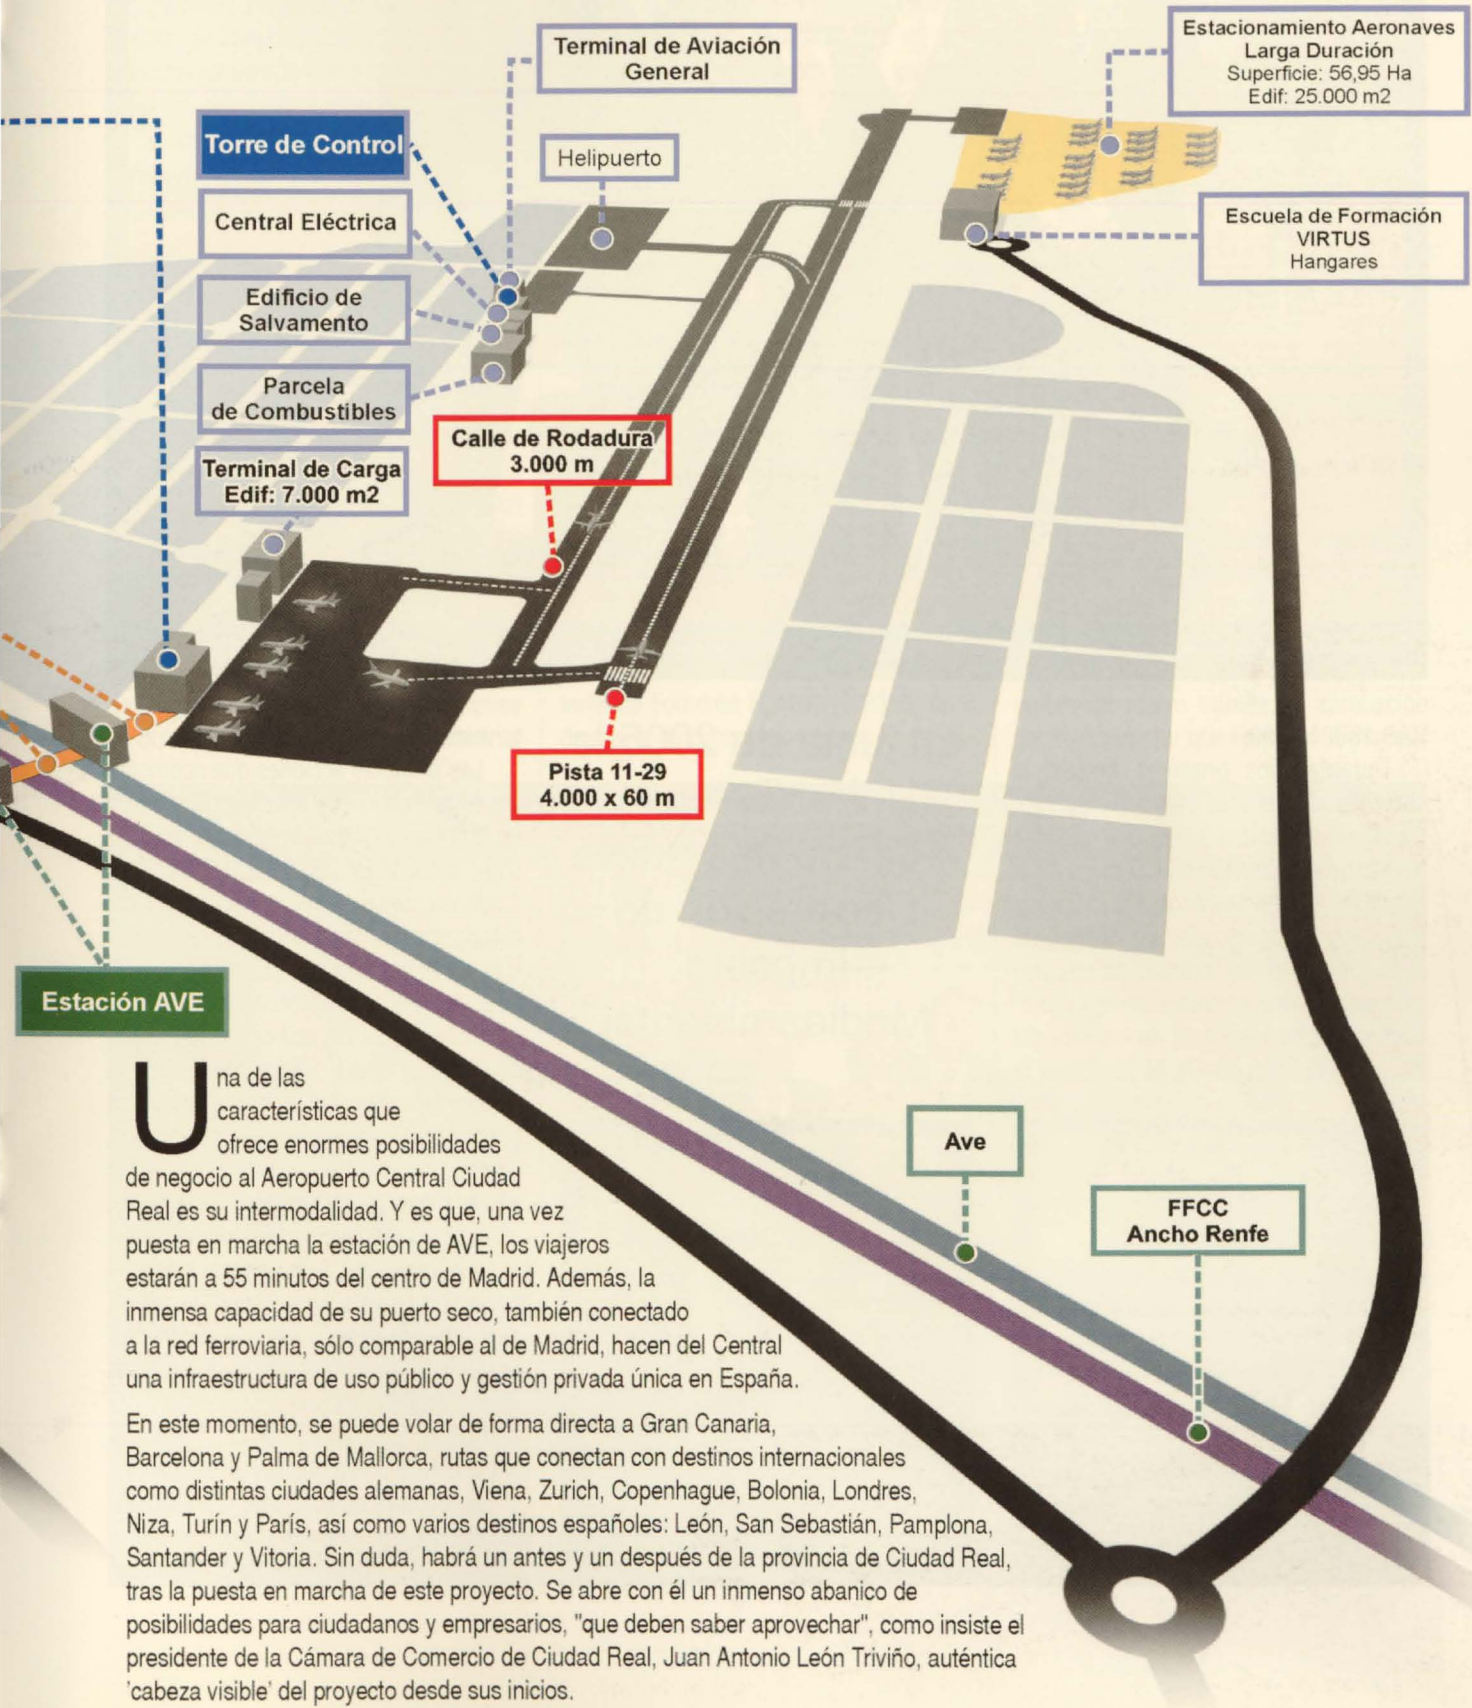 Terminal de Aviación
General
Estacionamiento Aeronaves
Larga Duración
Superficie: 56,95 Ha
Edif: 25.000 m2
Torre de Control
Helipuerto
Central Eléctrica
Escuela de Formación
VIRTUS
Hangares
Edificio de
Salvamento
Parcela
de Combustibles
Calle de Rodadura
3.000 m
Terminal de Carga
Edif: 7.000 m2
Pista 11-29
4.000 x 60 m
Estación AVE
Ave
FFCC
Ancho Renfe
Una de las
características que
ofrece enormes posibilidades
de negocio al Aeropuerto Central Ciudad
Real es su intermodalidad. Y es que, una vez
puesta en marcha la estación de AVE, los viajeros
estarán a 55 minutos del centro de Madrid. Además, la
inmensa capacidad de su puerto seco, también conectado
a la red ferroviaria, sólo comparable al de Madrid, hacen del Central
una infraestructura de uso público y gestión privada única en España.
En este momento, se puede volar de forma directa a Gran Canaria,
Barcelona y Palma de Mallorca, rutas que conectan con destinos internacionales
como distintas ciudades alemanas, Viena, Zurich, Copenhague, Bolonia, Londres,
Niza, Turín y París, así como varios destinos españoles: León, San Sebastián, Pamplona,
Santander y Vitoria. Sin duda, habrá un antes y un después de la provincia de Ciudad Real,
tras la puesta en marcha de este proyecto. Se abre con él un inmenso abanico de
posibilidades para ciudadanos y empresarios, "que deben saber aprovechar", como insiste el
presidente de la Cámara de Comercio de Ciudad Real, Juan Antonio León Triviño, auténtica
'cabeza visible' del proyecto desde sus inicios.